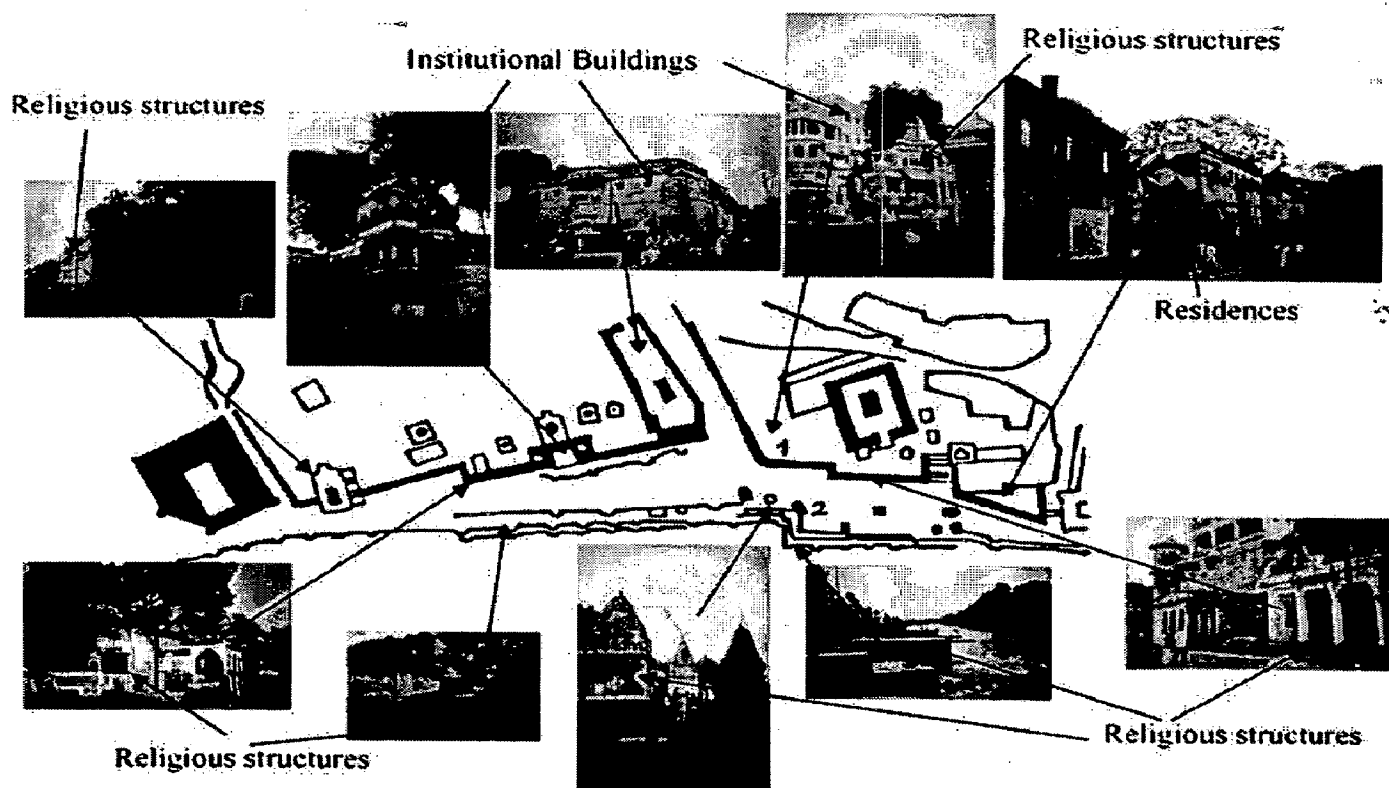 Religious structures
Institutional Buildings
Religious structures
Residences
1
2
Religious structures
Religious structures